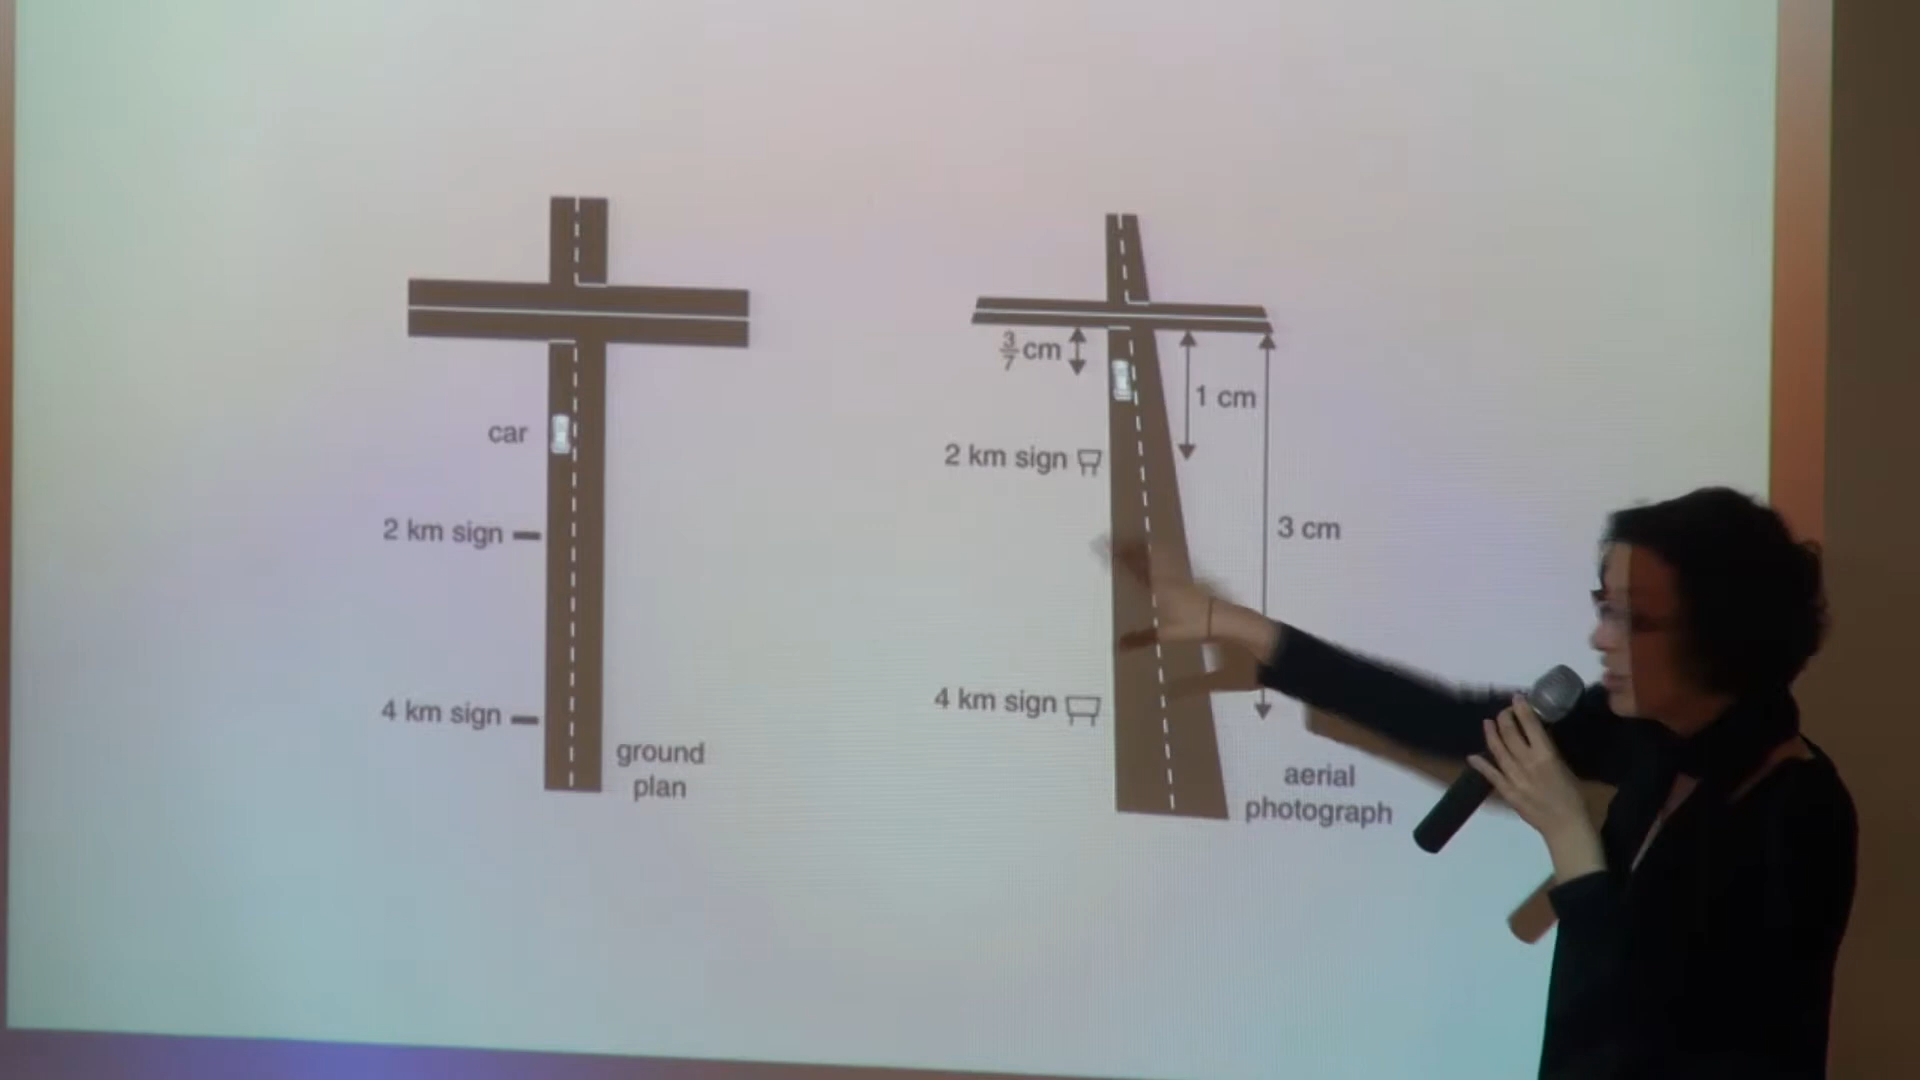 car
2 km sign
4 km sign
ground
plan
3/7 cm
1 cm
2 km sign
3 cm
4 km sign
aerial
photograph